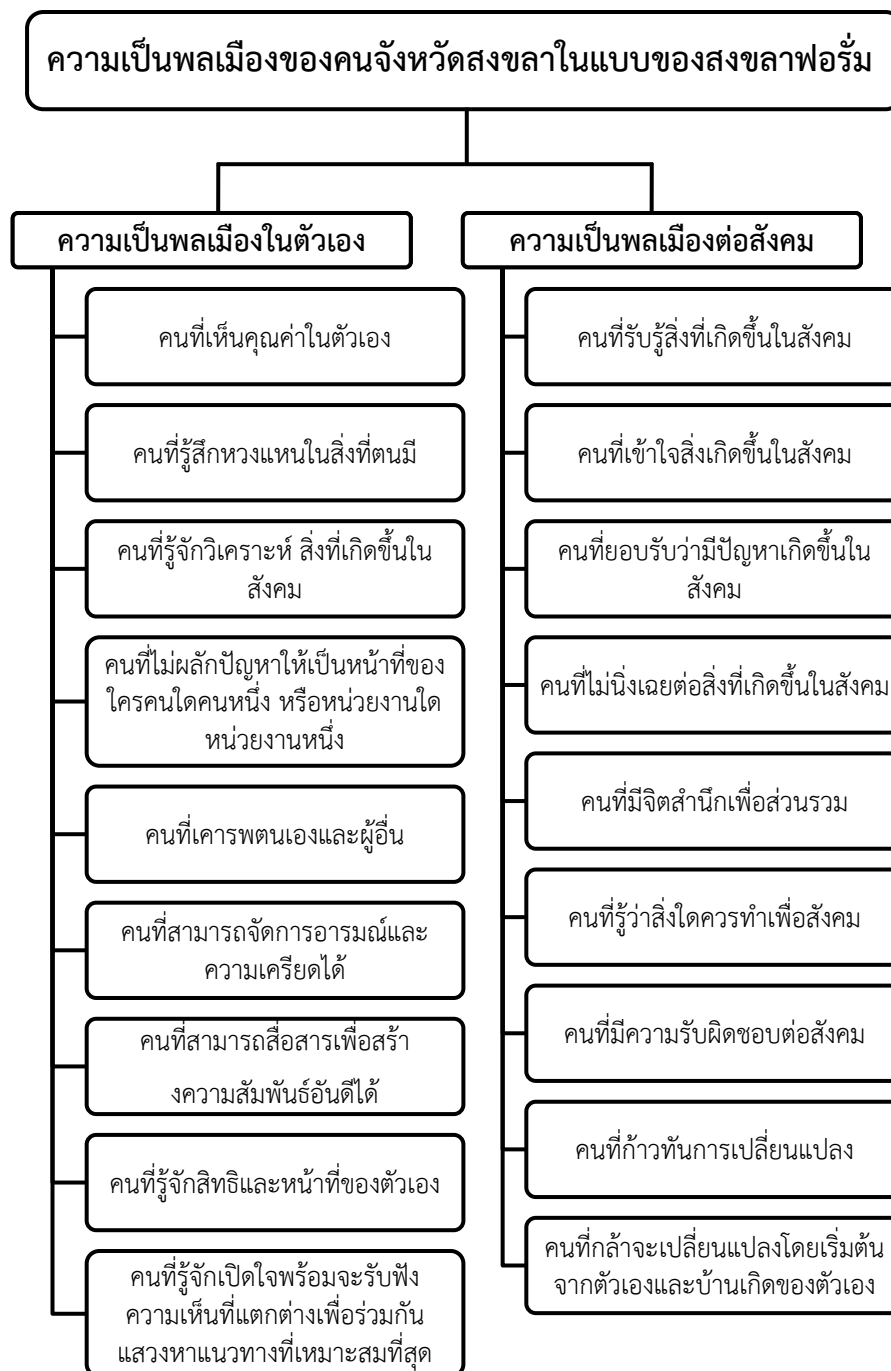 ความเป็นพลเมืองของคนจังหวัดสงขลาในแบบของสงขลาฟอรั่ม
ความเป็นพลเมืองในตัวเอง
คนที่เห็นคุณค่าในตัวเอง
คนที่รู้สึกหวงแหนในสิ่งที่ตนมี
คนที่รู้จักวิเคราะห์ สิ่งที่เกิดขึ้นใน
สังคม
คนที่ไม่ผลักปัญหาให้เป็นหน้าที่ของ
ใครคนใดคนหนึ่ง หรือหน่วยงานใด
หน่วยงานหนึ่ง
คนที่เคารพตนเองและผู้อื่น
คนที่สามารถจัดการอารมณ์และ
ความเครียดได้
คนที่สามารถสื่อสารเพื่อสร้า
งความสัมพันธ์อันดีได้
คนที่รู้จักสิทธิและหน้าที่ของตัวเอง
คนที่รู้จักเปิดใจพร้อมจะรับฟัง
ความเห็นที่แตกต่างเพื่อร่วมกัน
แสวงหาแนวทางที่เหมาะสมที่สุด
ความเป็นพลเมืองต่อสังคม
คนที่รับรู้สิ่งที่เกิดขึ้นในสังคม
คนที่เข้าใจสิ่งเกิดขึ้นในสังคม
คนที่ยอบรับว่ามีปัญหาเกิดขึ้นใน
สังคม
คนที่ไม่นิ่งเฉยต่อสิ่งที่เกิดขึ้นในสังคม
คนที่มีจิตสำนึกเพื่อส่วนรวม
คนที่รู้ว่าสิ่งใดควรทำเพื่อสังคม
คนที่มีความรับผิดชอบต่อสังคม
คนที่ก้าวทันการเปลี่ยนแปลง
คนที่กล้าจะเปลี่ยนแปลงโดยเริ่มต้น
จากตัวเองและบ้านเกิดของตัวเอง